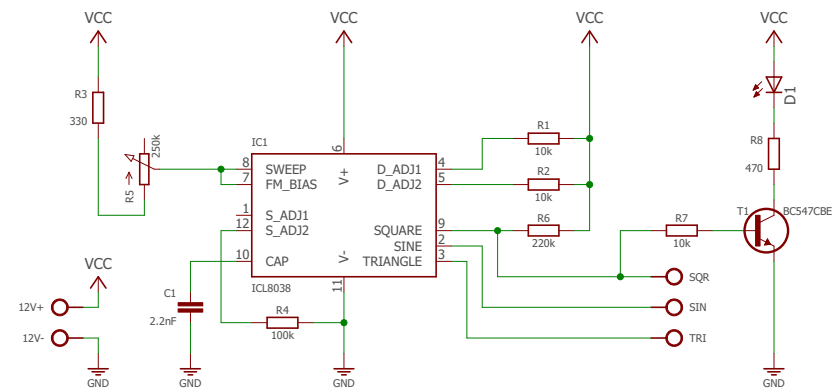 VCC
VCC
VCC
VCC
R3
330
250k
R5
IC1
6
V+
8
SWEEP
7
FM_BIAS
1
S_ADJ1
12
S_ADJ2
10
CAP
D_ADJ1
4
D_ADJ2
5
SQUARE
9
SINE
2
TRIANGLE
3
V-
11
ICL8038
R1
10k
R2
10k
R6
220k
D1
R8
470
T1
BC547CBE
R7
10k
VCC
12V+
12V-
C1
2.2nF
R4
100k
SQR
SIN
TRI
GND
GND
GND
GND